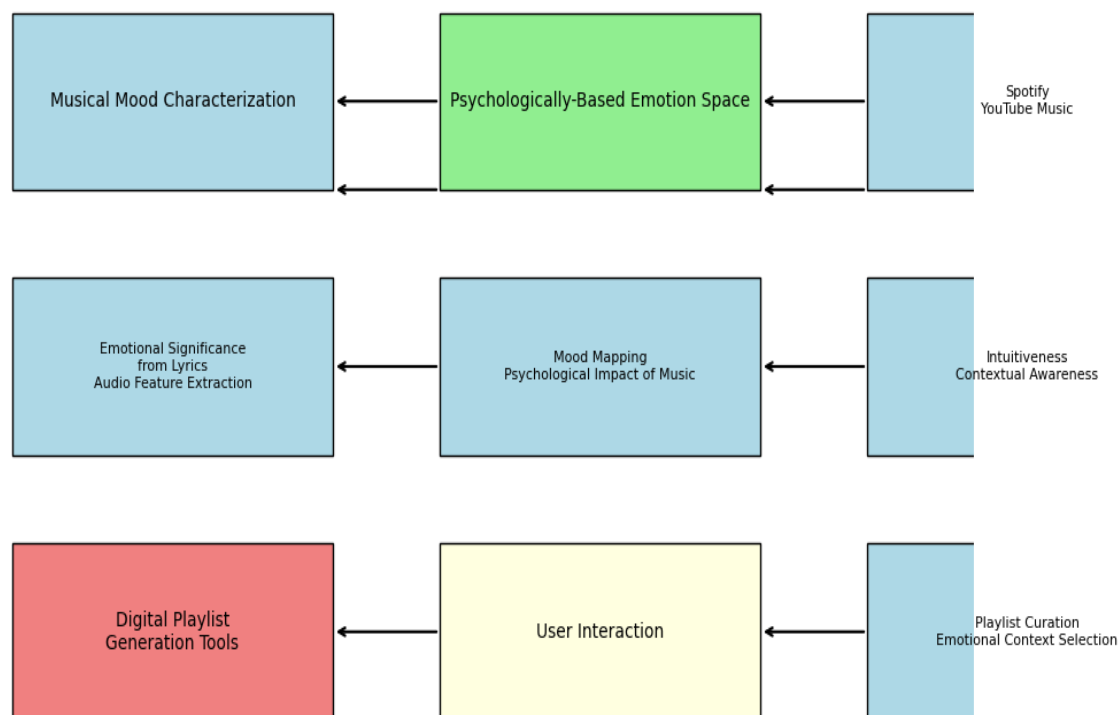 Musical Mood Characterization
Psychologically-Based Emotion Space
Spotify
YouTube Music
Emotional Significance
from Lyrics
Audio Feature Extraction
Mood Mapping
Psychological Impact of Music
Intuitiveness
Contextual Awareness
Digital Playlist
Generation Tools
User Interaction
Playlist Curation
Emotional Context Selection